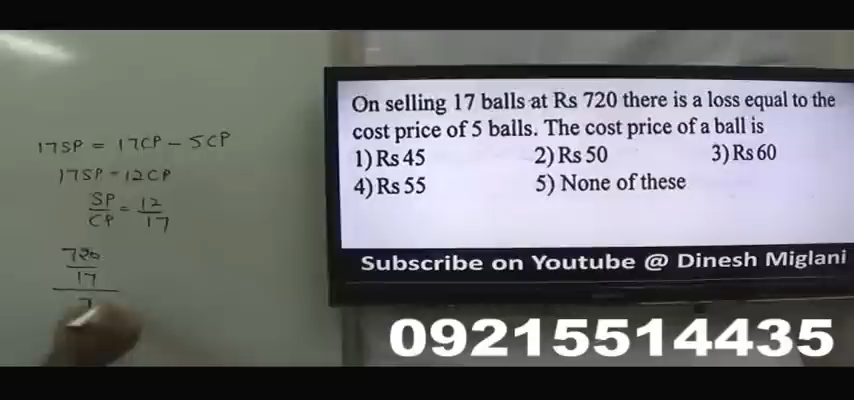 17SP = 17CP - 5CP
17SP = 12CP
SP/CP = 12/17
720
17
On selling 17 balls at Rs 720 there is a loss equal to the
cost price of 5 balls. The cost price of a ball is
1) Rs 45 2) Rs 50 3) Rs 60
4) Rs 55 5) None of these
Subscribe on Youtube @ Dinesh Miglani
09215514435